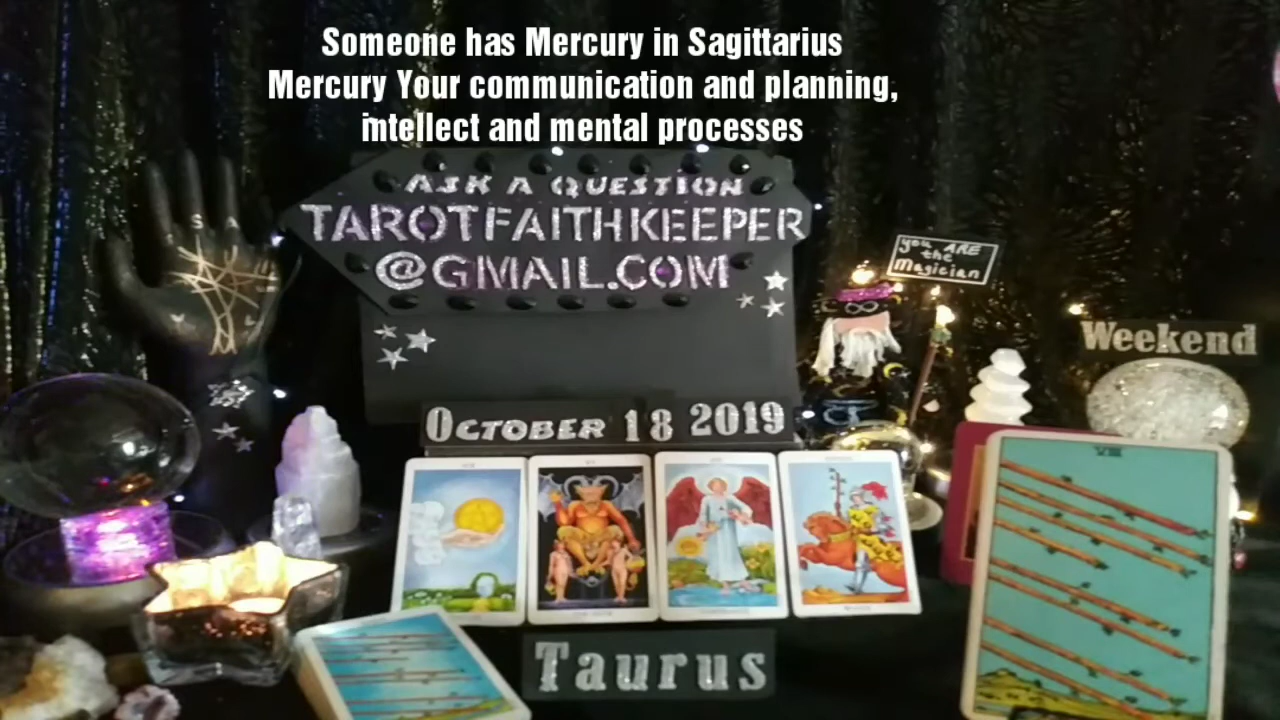 Someone has Mercury in Sagittarius
Mercury Your communication and planning,
intellect and mental processes
ASK A QUESTION
TAROTFAITHKEEPER
@GMAIL.COM
S A
you ARE
the
Magician
Weekend
OCTOBER 18 2019
VIII
Taurus